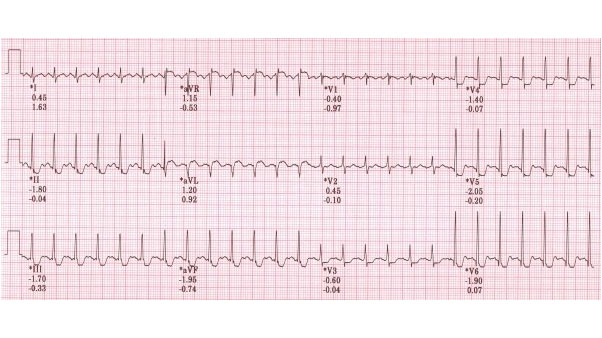 *I
0.45
1.63
*aVR
1.15
-0.53
*V1
-0.40
-0.97
*V4
-1.40
-0.07
*II
-1.80
-0.04
*aVL
1.20
0.92
*V2
0.45
-0.10
*V5
-2.05
-0.20
*III
-1.70
-0.33
*aVF
-1.95
-0.74
*V3
-0.60
-0.04
*V6
-1.90
0.07